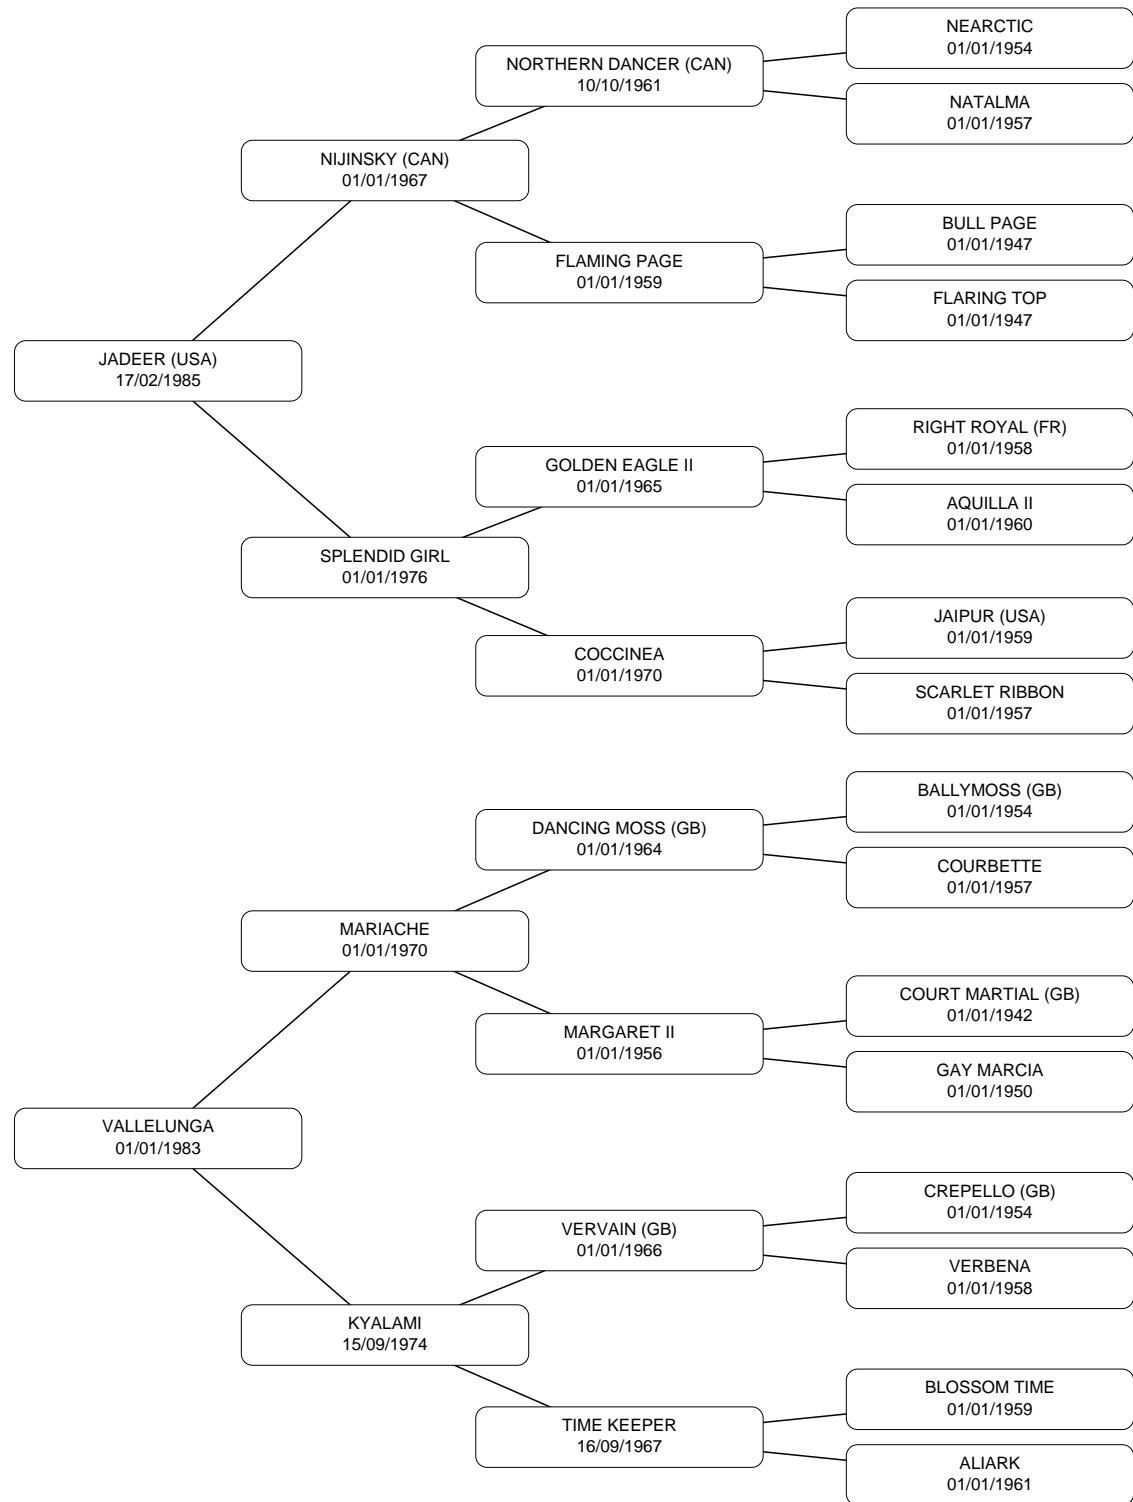 NEARCTIC
01/01/1954
NORTHERN DANCER (CAN)
10/10/1961
NATALMA
01/01/1957
NIJINSKY (CAN)
01/01/1967
BULL PAGE
01/01/1947
FLAMING PAGE
01/01/1959
FLARING TOP
01/01/1947
JADEER (USA)
17/02/1985
RIGHT ROYAL (FR)
01/01/1958
GOLDEN EAGLE II
01/01/1965
AQUILLA II
01/01/1960
SPLENDID GIRL
01/01/1976
JAIPUR (USA)
01/01/1959
COCCINEA
01/01/1970
SCARLET RIBBON
01/01/1957
BALLYMOSS (GB)
01/01/1954
DANCING MOSS (GB)
01/01/1964
COURBETTE
01/01/1957
MARIACHE
01/01/1970
COURT MARTIAL (GB)
01/01/1942
MARGARET II
01/01/1956
GAY MARCIA
01/01/1950
VALLELUNGA
01/01/1983
CREPELLO (GB)
01/01/1954
VERVAIN (GB)
01/01/1966
VERBENA
01/01/1958
KYALAMI
15/09/1974
BLOSSOM TIME
01/01/1959
TIME KEEPER
16/09/1967
ALIARK
01/01/1961